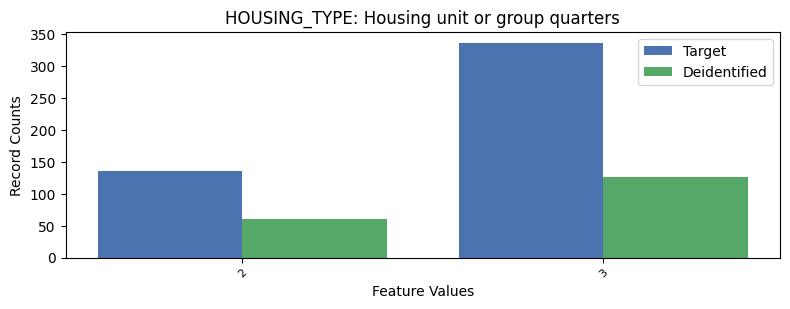 HOUSING_TYPE: Housing unit or group quarters
Target
Deidentified
350
300
250
200
150
100
50
0
Record Counts
2
3
Feature Values